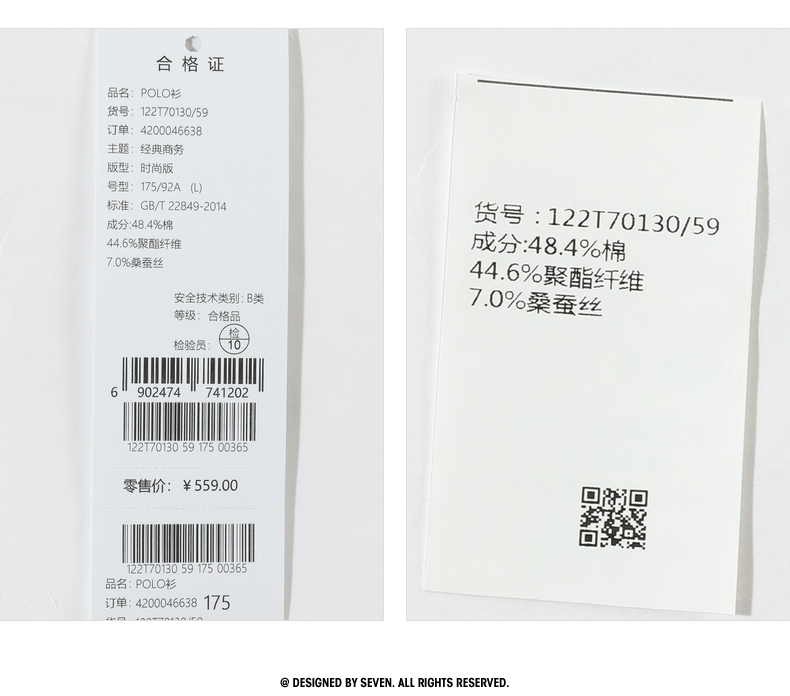 合格证
品名: POLO衫
货号: 122T70130/59
订单: 4200046638
主题: 经典商务
版型: 时尚版
号型: 175/92A (L)
标准: GB/T 22849-2014
成分:48.4%棉
44.6%聚酯纤维
7.0%桑蚕丝
安全技术类别: B类
等级: 合格品
检验员: 检 10
6 902474 741202
122T70130 59 175 00365
零售价: ¥559.00
122T70130 59 175 00365
品名: POLO衫
订单: 4200046638 175
货号: 122T70130/59
货号 : 122T70130/59
成分:48.4%棉
44.6%聚酯纤维
7.0%桑蚕丝
@ DESIGNED BY SEVEN. ALL RIGHTS RESERVED.